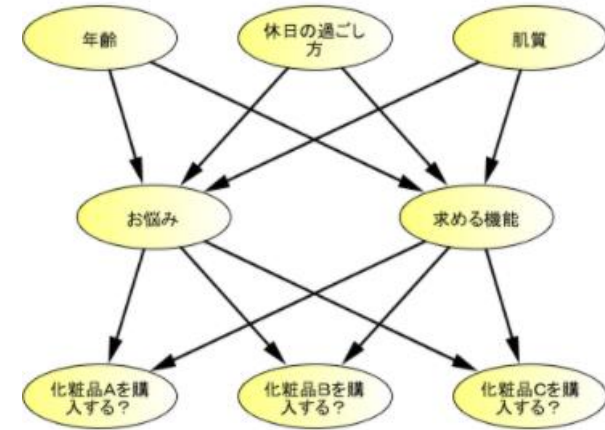 年齢
休日の過ごし
方
肌質
お悩み
求める機能
化粧品Aを購
入する？
化粧品Bを購
入する？
化粧品Cを購
入する？